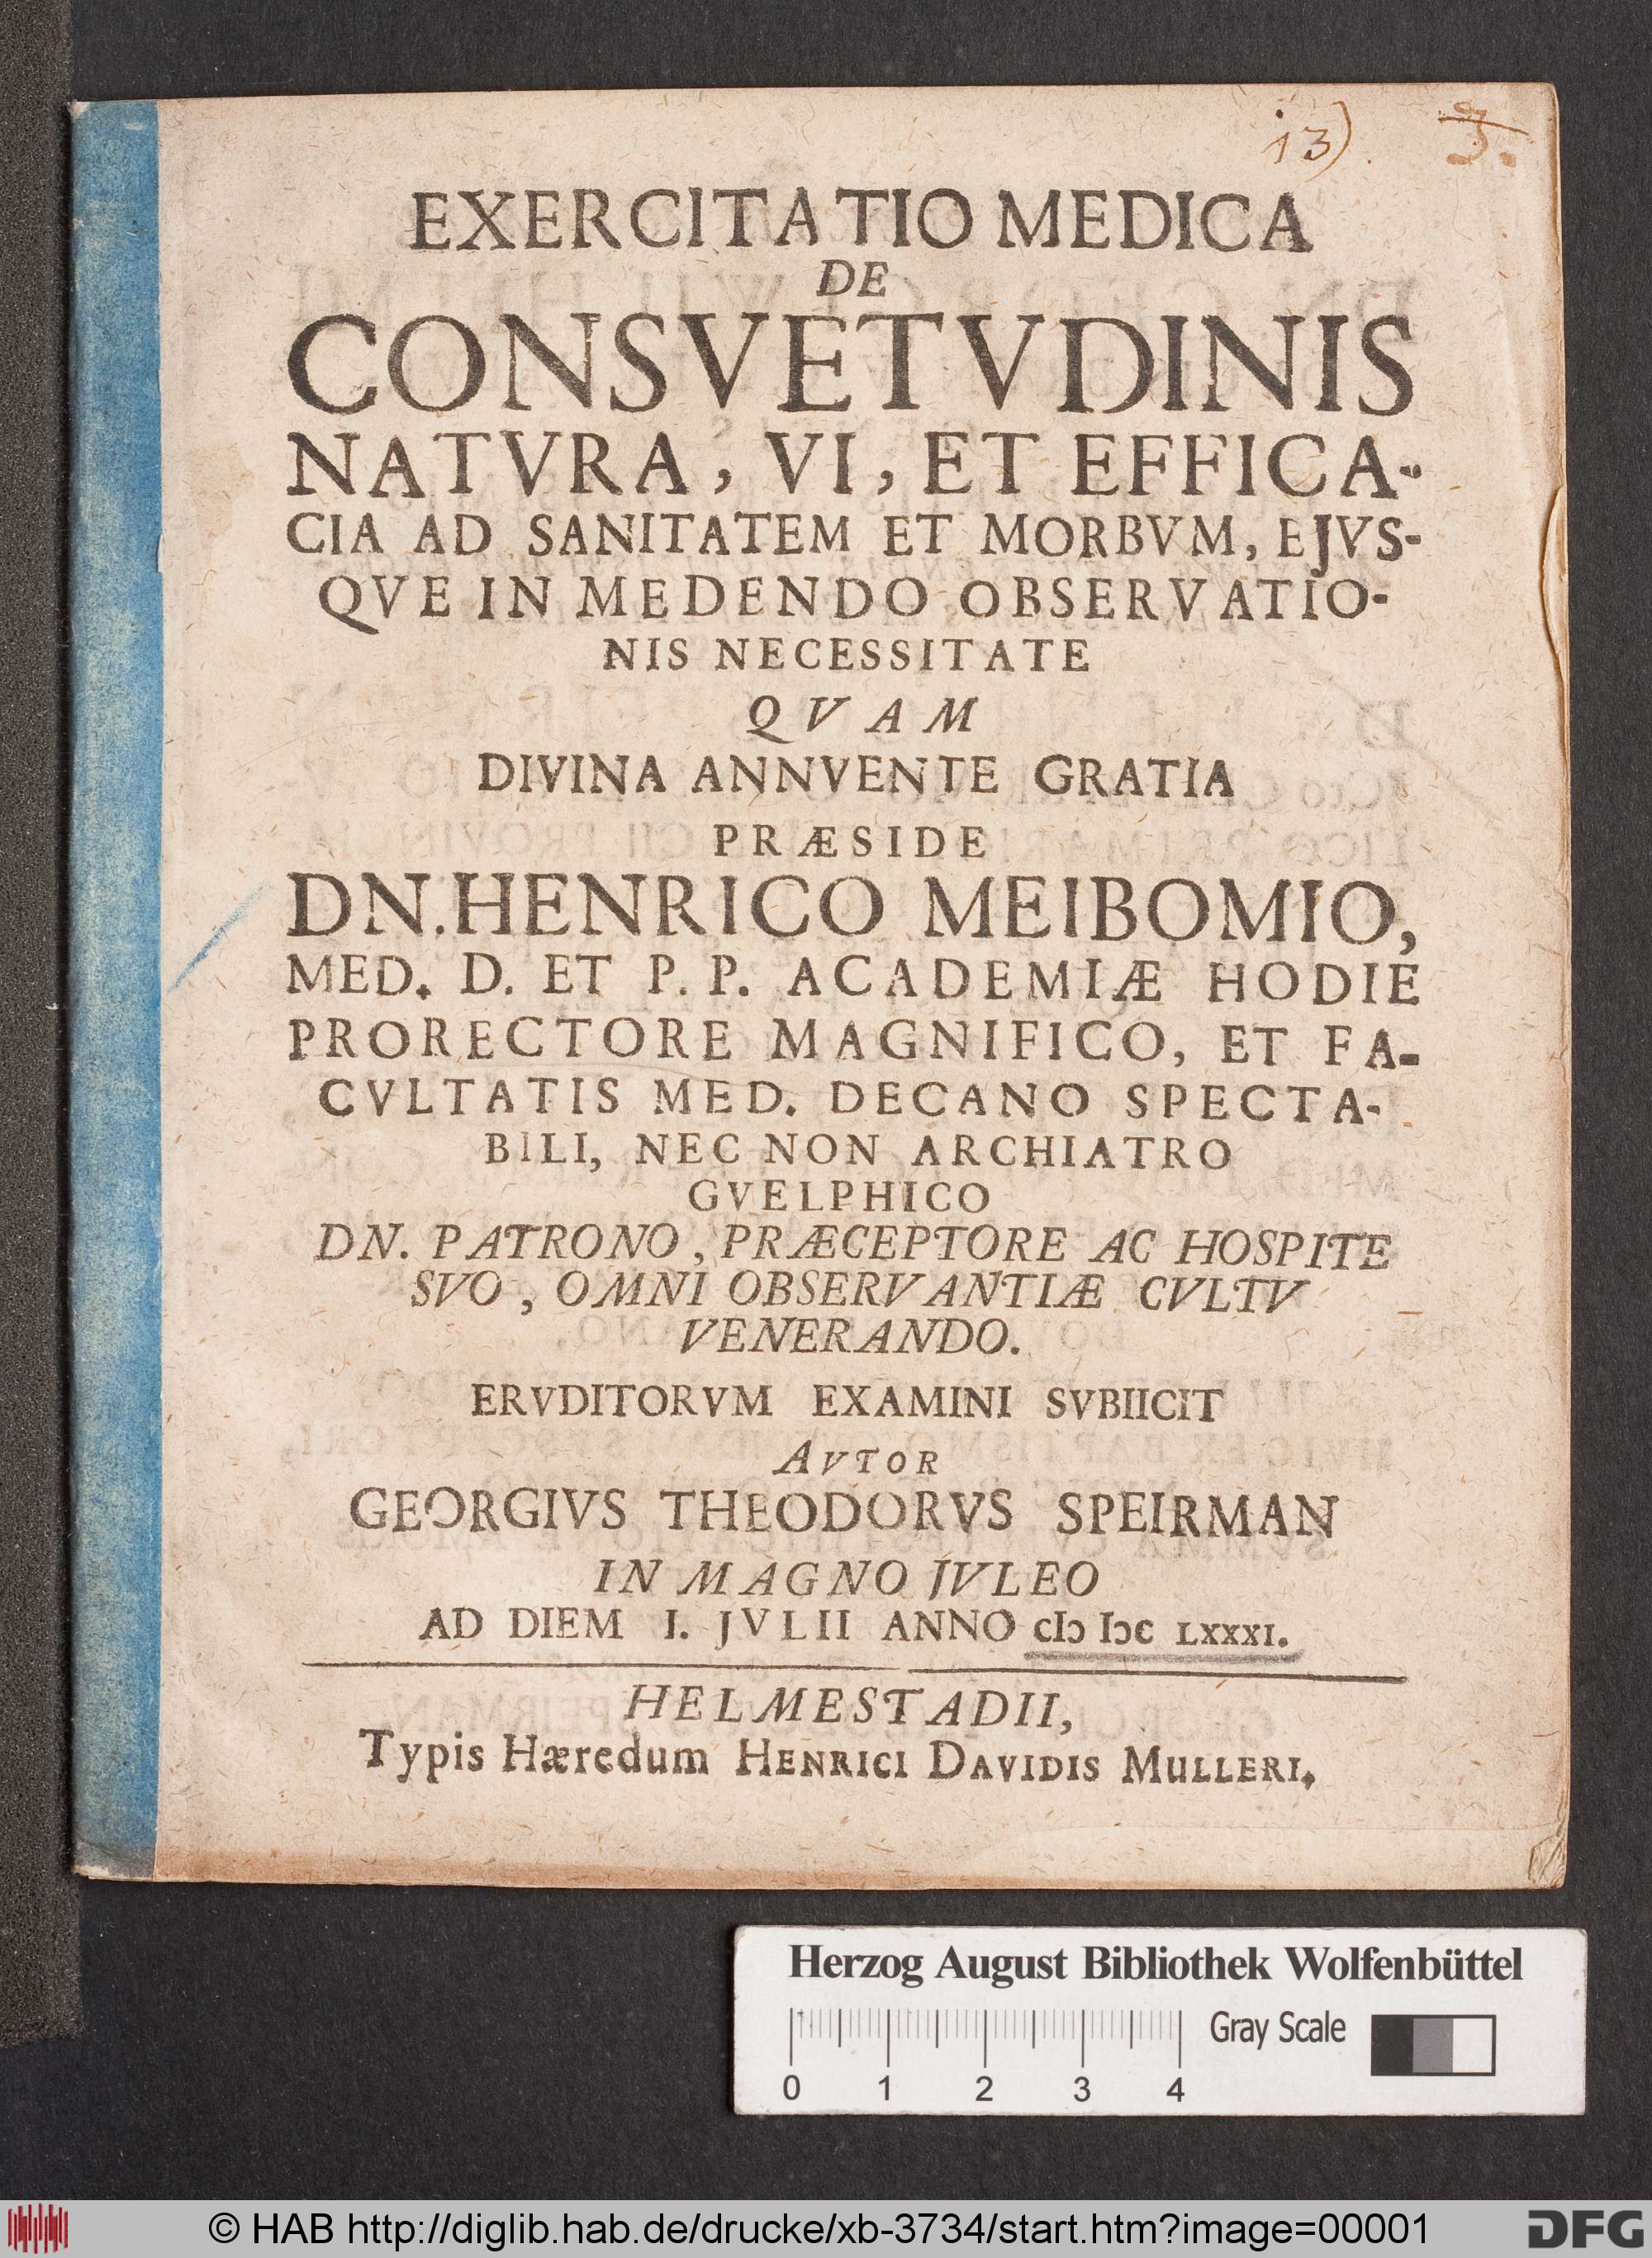 13).
3.
EXERCITATIO MEDICA
DE
CONSVETVDINIS
NATVRA, VI, ET EFFICA-
CIA AD SANITATEM ET MORBVM, EJVS-
QVE IN MEDENDO OBSERVATIO-
NIS NECESSITATE
QVAM
DIVINA ANNVENTE GRATIA
PRÆSIDE
DN. HENRICO MEIBOMIO,
MED. D. ET P. P. ACADEMIÆ HODIE
PRORECTORE MAGNIFICO, ET FA-
CVLTATIS MED. DECANO SPECTA-
BILI, NEC NON ARCHIATRO
GVELPHICO
DN. PATRONO, PRÆCEPTORE AC HOSPITE
SVO, OMNI OBSERVANTIÆ CVLTV
VENERANDO.
ERVDITORVM EXAMINI SVBIICIT
AVTOR
GEORGIVS THEODORVS SPEIRMAN
IN MAGNO JVLEO
AD DIEM I. JVLII ANNO cIɔ Iɔc LXXXI.
HELMESTADII,
Typis Hæredum HENRICI DAVIDIS MULLERI.
Herzog August Bibliothek Wolfenbüttel
Gray Scale
0 1 2 3 4
© HAB http://diglib.hab.de/drucke/xb-3734/start.htm?image=00001
DFG